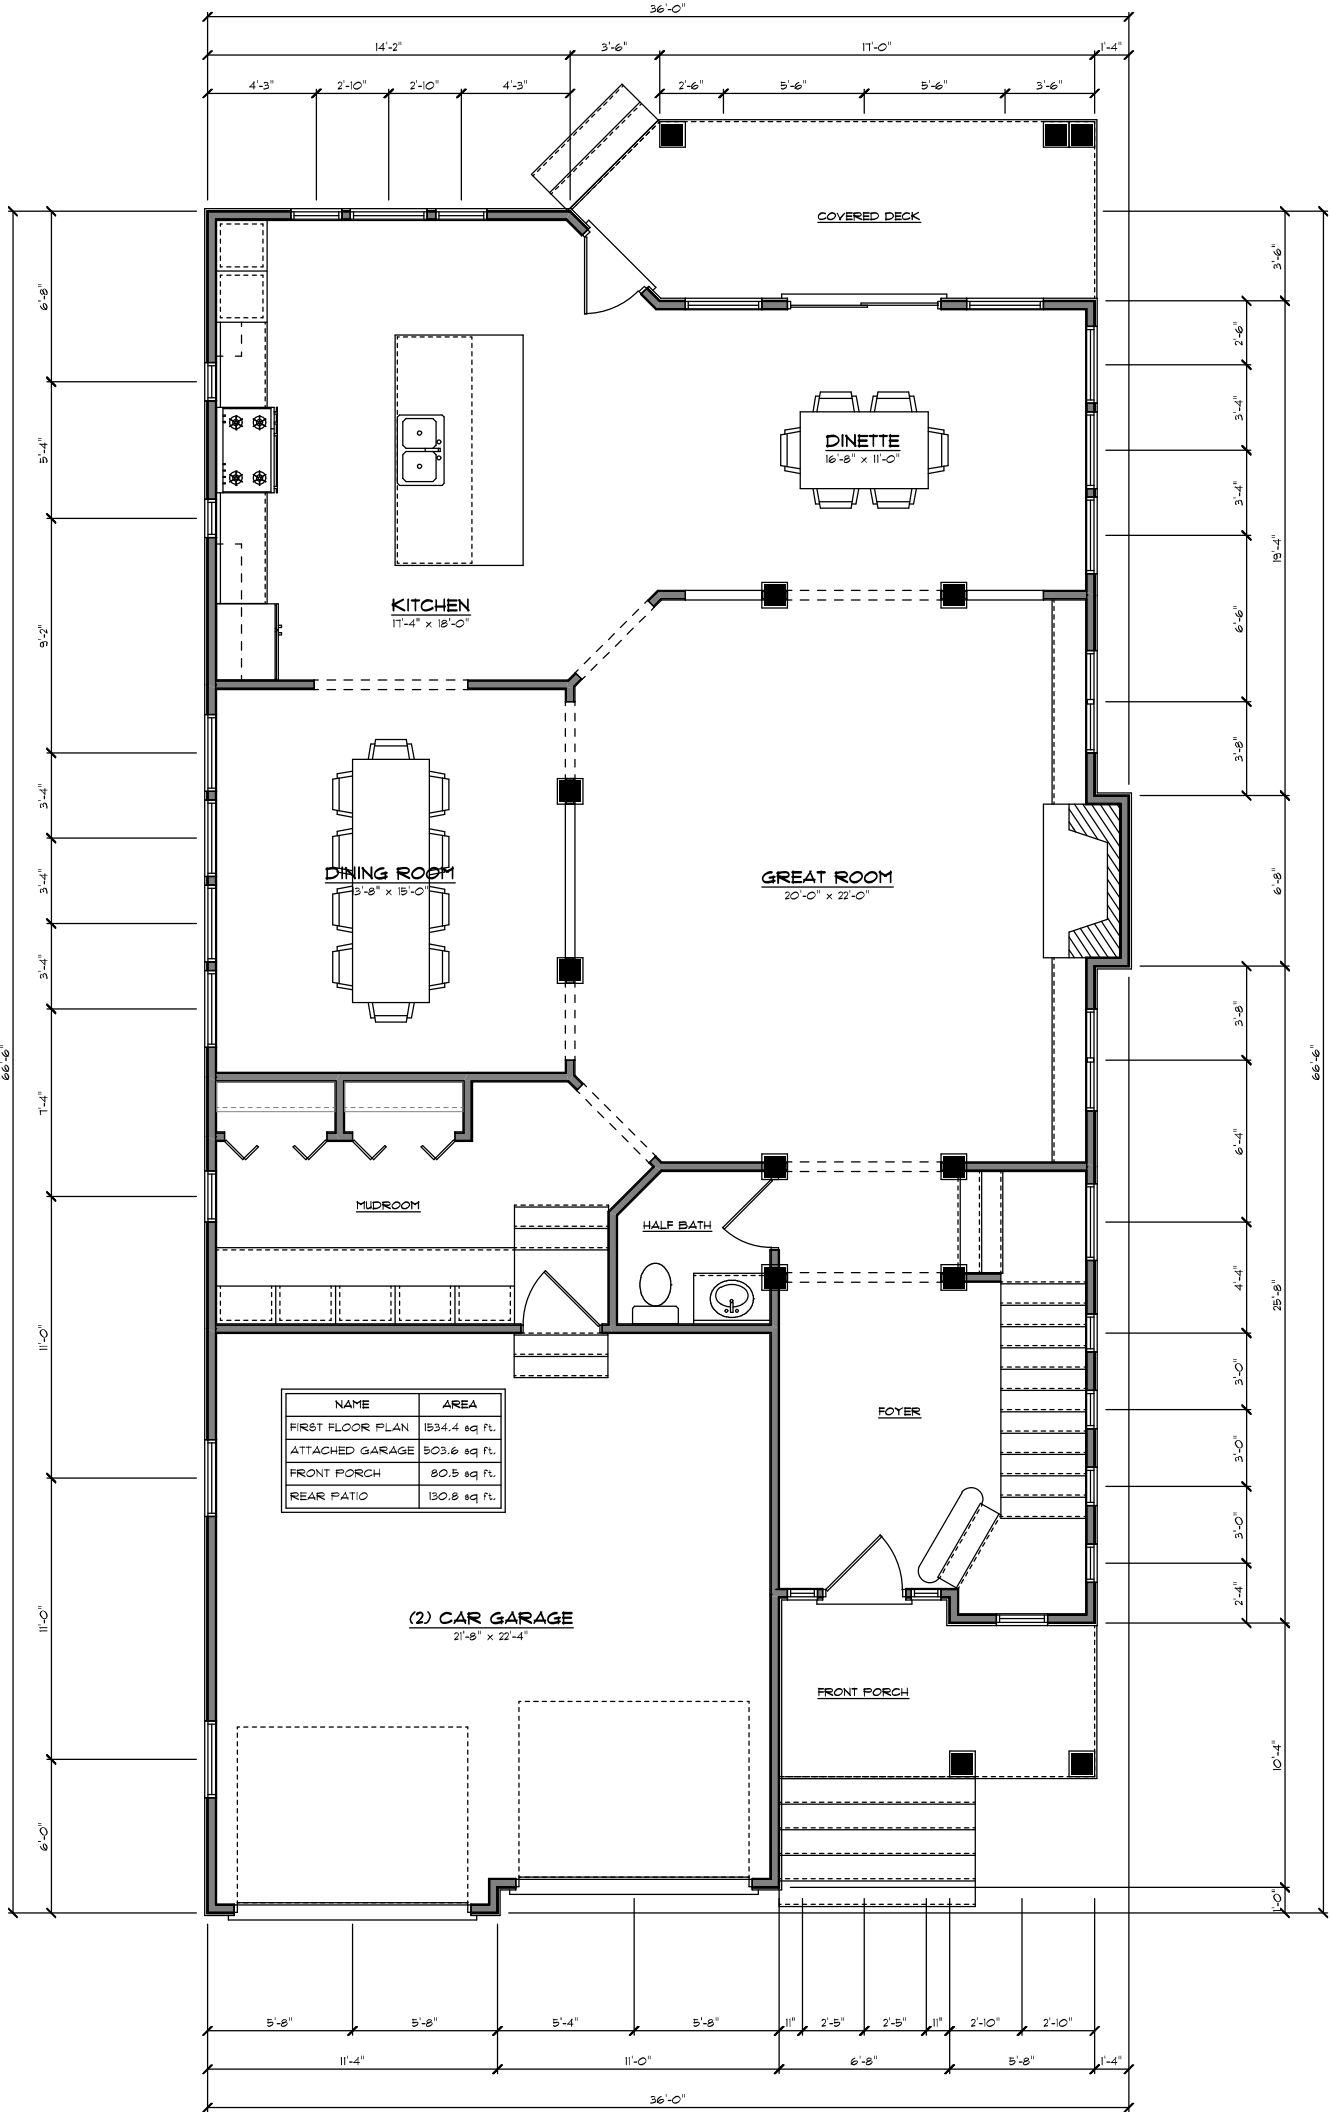 36'-0"
14'-2" 3'-6" 17'-0" 1'-4"
4'-3" 2'-10" 2'-10" 4'-3" 2'-6" 5'-6" 5'-6" 3'-6"
COVERED DECK
3'-6"
6'-8"
2'-6"
3'-4"
DINETTE
16'-8" x 11'-0"
5'-4"
3'-4"
19'-4"
KITCHEN
17'-4" x 18'-0"
9'-2"
6'-6"
3'-8"
3'-4"
DINING ROOM
3'-8" x 15'-0"
GREAT ROOM
20'-0" x 22'-0"
3'-4"
6'-8"
3'-4"
3'-8"
66'-6"
66'-6"
7'-4"
6'-4"
MUDROOM
HALF BATH
4'-4"
25'-8"
11'-0"
3'-0"
NAME AREA
FIRST FLOOR PLAN 1534.4 sq ft.
ATTACHED GARAGE 503.6 sq ft.
FRONT PORCH 80.5 sq ft.
REAR PATIO 130.8 sq ft.
FOYER
3'-0"
3'-0"
2'-4"
11'-0"
(2) CAR GARAGE
21'-8" x 22'-4"
FRONT PORCH
10'-4"
6'-0"
1'-0"
5'-8" 5'-8" 5'-4" 5'-8" 11" 2'-5" 2'-5" 11" 2'-10" 2'-10"
11'-4" 11'-0" 6'-8" 5'-8" 1'-4"
36'-0"